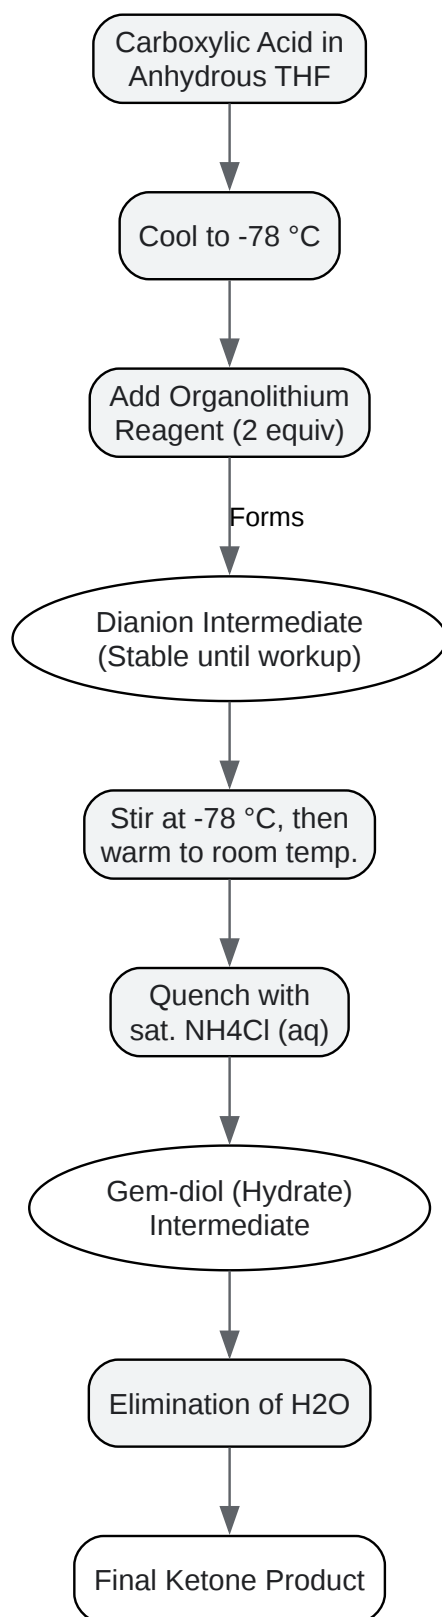 Carboxylic Acid in
Anhydrous THF
Cool to -78 °C
Add Organolithium
Reagent (2 equiv)
Forms
Dianion Intermediate
(Stable until workup)
Stir at -78 °C, then
warm to room temp.
Quench with
sat. NH4Cl (aq)
Gem-diol (Hydrate)
Intermediate
Elimination of H2O
Final Ketone Product